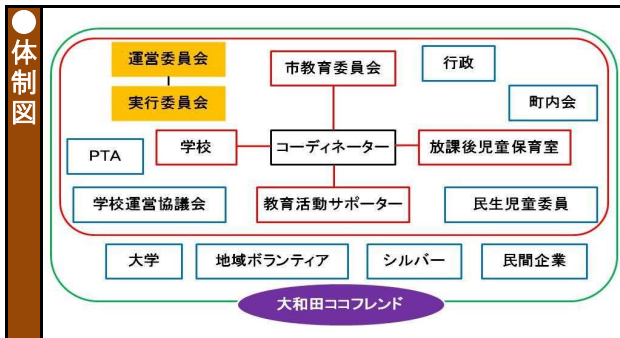 ●体制図
運営委員会
実行委員会
市教育委員会
行政
町内会
PTA
学校
コーディネーター
放課後児童保育室
学校運営協議会
教育活動サポーター
民生児童委員
大学
地域ボランティア
シルバー
民間企業
大和田ココフレンド